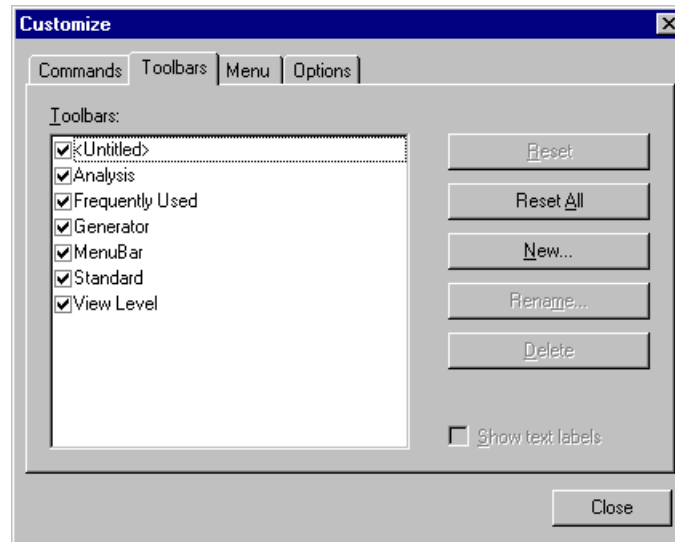 Customize
Commands Toolbars Menu Options
Toolbars:
<Untitled>
Analysis
Frequently Used
Generator
MenuBar
Standard
View Level
Reset
Reset All
New...
Rename...
Delete
Show text labels
Close